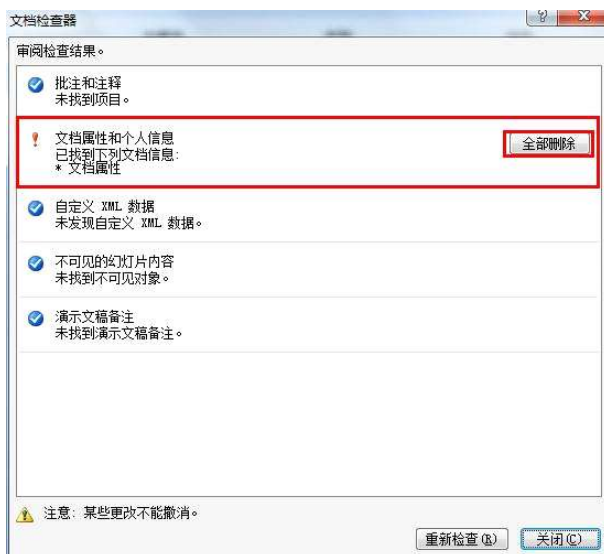 文档检查器
审阅检查结果。
批注和注释
未找到项目。
文档属性和个人信息
已找到下列文档信息:
* 文档属性
全部删除
自定义 XML 数据
未发现自定义 XML 数据。
不可见的幻灯片内容
未找到不可见对象。
演示文稿备注
未找到演示文稿备注。
注意: 某些更改不能撤消。
重新检查(R)
关闭(C)